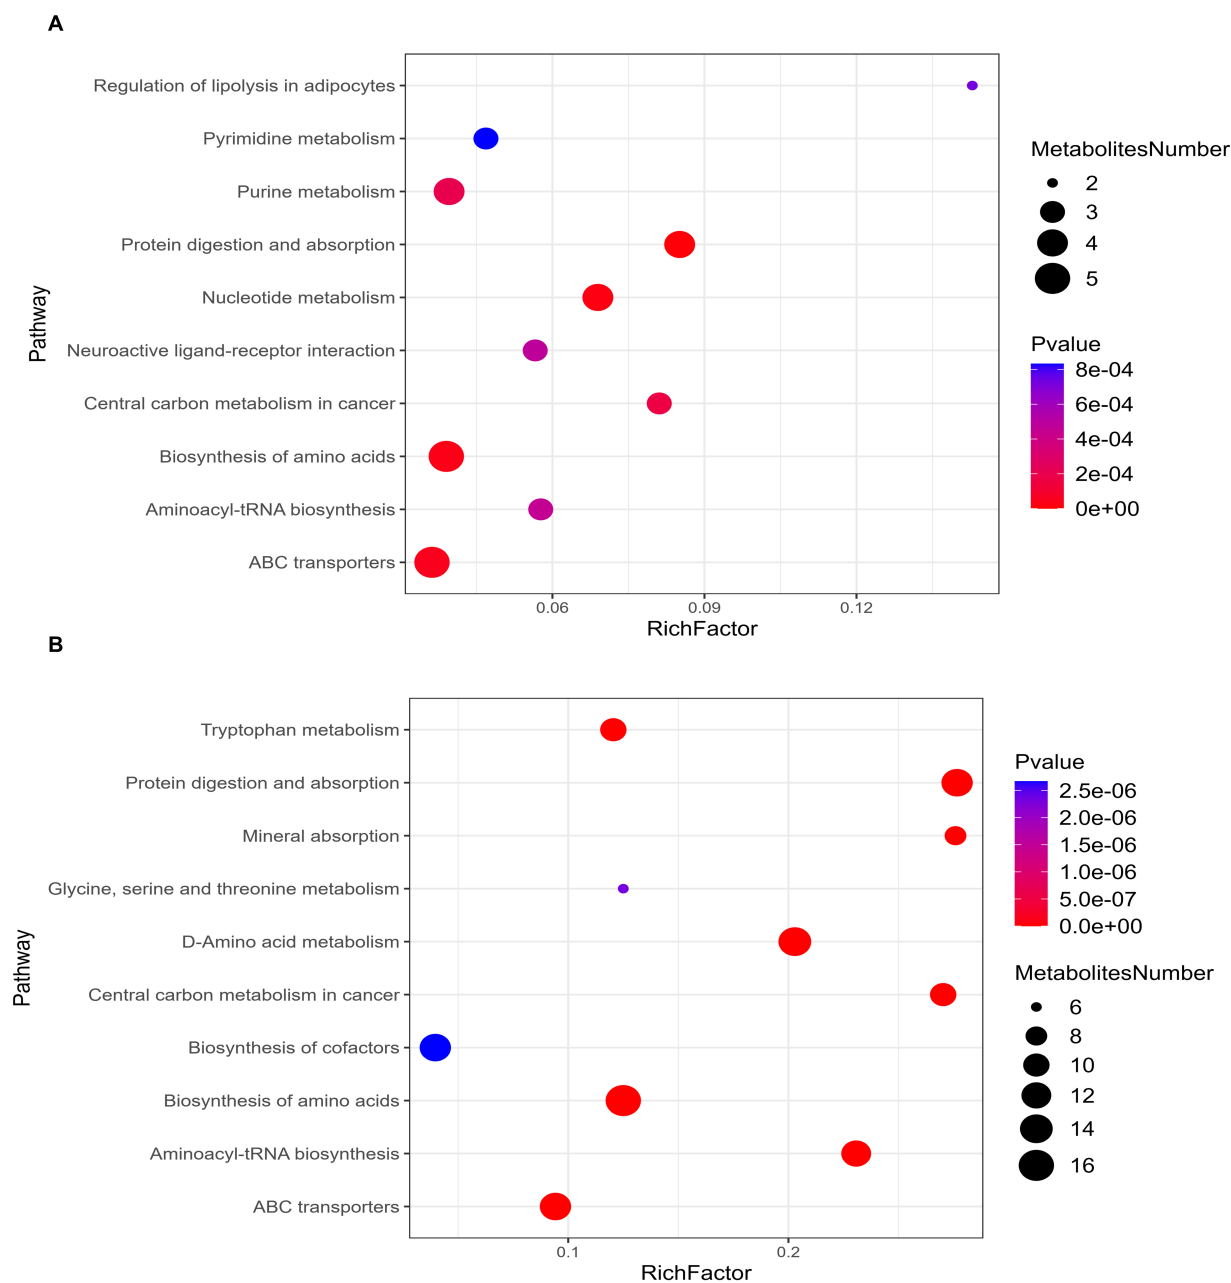 A
Regulation of lipolysis in adipocytes
Pyrimidine metabolism
Purine metabolism
Protein digestion and absorption
Nucleotide metabolism
Neuroactive ligand-receptor interaction
Central carbon metabolism in cancer
Biosynthesis of amino acids
Aminoacyl-tRNA biosynthesis
ABC transporters
Pathway
0.06
0.09
0.12
RichFactor
MetabolitesNumber
2
3
4
5
Pvalue
8e-04
6e-04
4e-04
2e-04
0e+00
B
Tryptophan metabolism
Protein digestion and absorption
Mineral absorption
Glycine, serine and threonine metabolism
D-Amino acid metabolism
Central carbon metabolism in cancer
Biosynthesis of cofactors
Biosynthesis of amino acids
Aminoacyl-tRNA biosynthesis
ABC transporters
Pathway
0.1
0.2
RichFactor
Pvalue
2.5e-06
2.0e-06
1.5e-06
1.0e-06
5.0e-07
0.0e+00
MetabolitesNumber
6
8
10
12
14
16